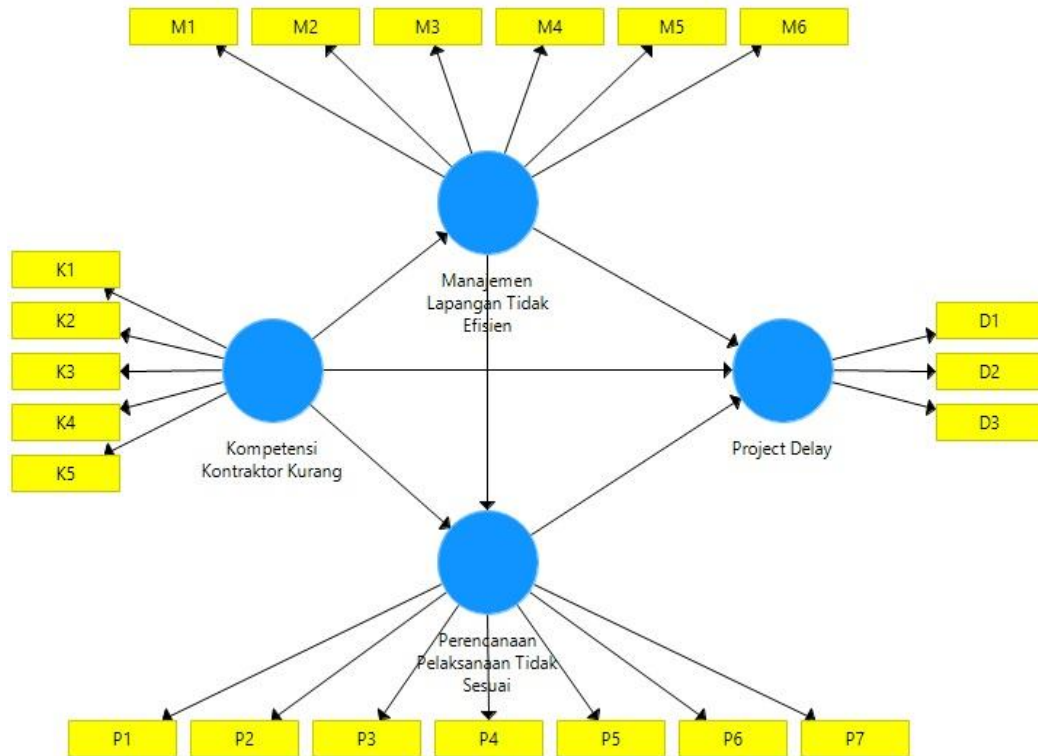 M1
M2
M3
M4
M5
M6
Manajemen
Lapangan Tidak
Efisien
K1
K2
K3
K4
K5
Kompetensi
Kontraktor Kurang
D1
D2
D3
Project Delay
Perencanaan
Pelaksanaan Tidak
Sesuai
P1
P2
P3
P4
P5
P6
P7